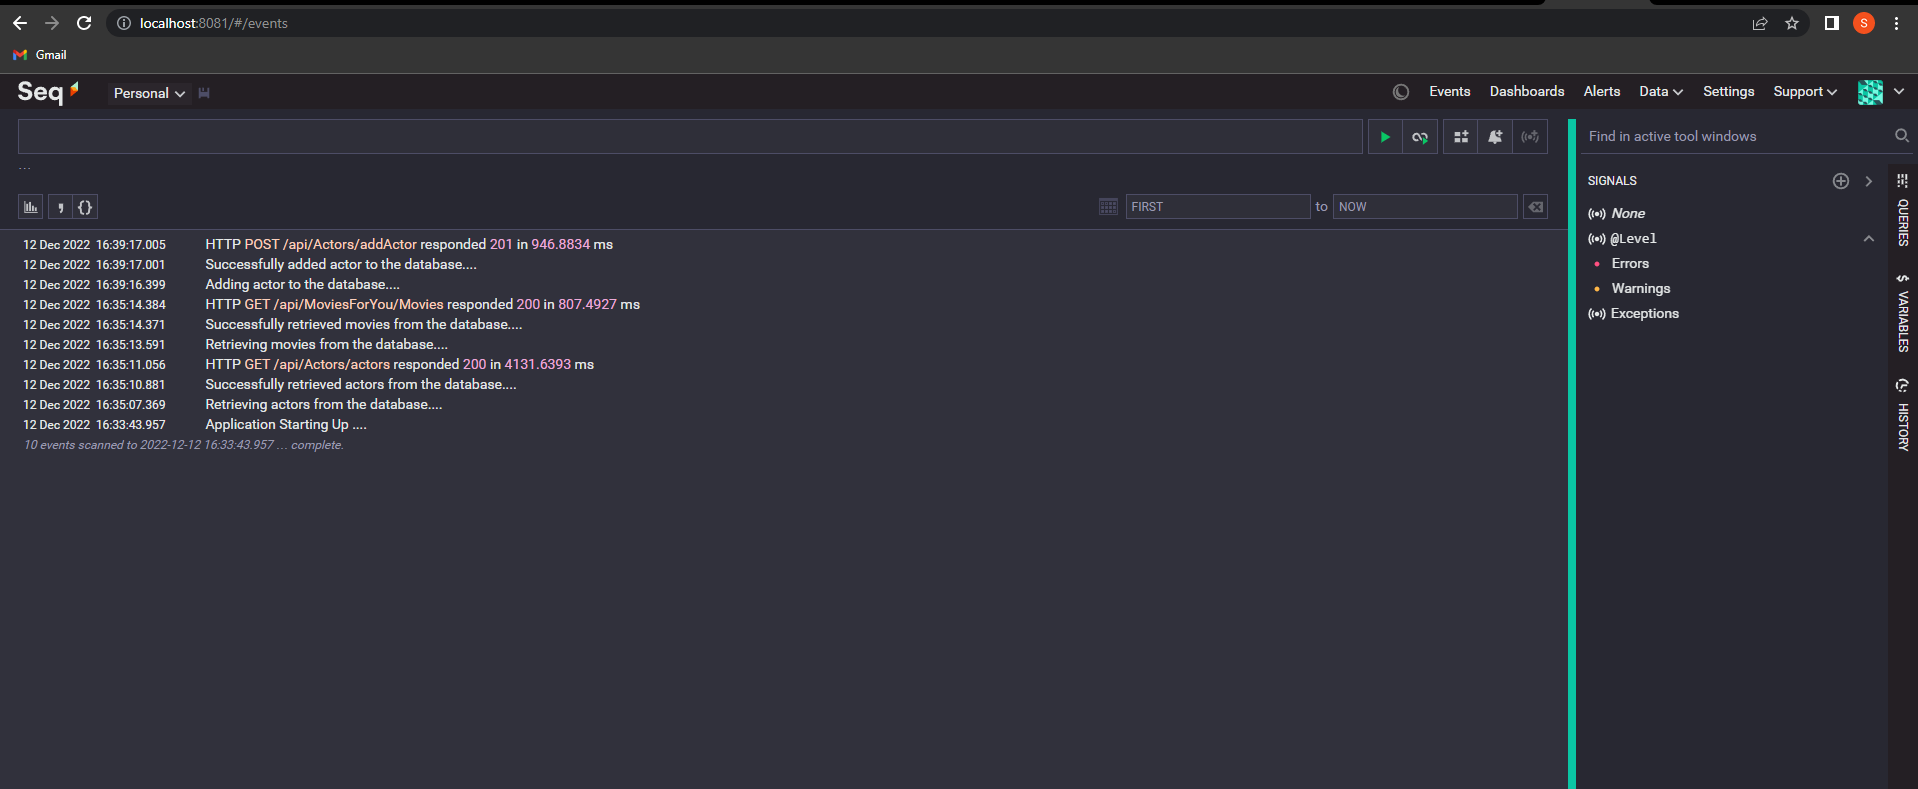 localhost:8081/#/events
S
Gmail
Seq
Personal
Events Dashboards Alerts Data Settings Support
Find in active tool windows
...
SIGNALS
FIRST to NOW
None
@Level
Errors
Warnings
Exceptions
QUERIES
$ VARIABLES
HISTORY
, {}
12 Dec 2022 16:39:17.005 HTTP POST /api/Actors/addActor responded 201 in 946.8834 ms
12 Dec 2022 16:39:17.001 Successfully added actor to the database....
12 Dec 2022 16:39:16.399 Adding actor to the database....
12 Dec 2022 16:35:14.384 HTTP GET /api/MoviesForYou/Movies responded 200 in 807.4927 ms
12 Dec 2022 16:35:14.371 Successfully retrieved movies from the database....
12 Dec 2022 16:35:13.591 Retrieving movies from the database....
12 Dec 2022 16:35:11.056 HTTP GET /api/Actors/actors responded 200 in 4131.6393 ms
12 Dec 2022 16:35:10.881 Successfully retrieved actors from the database....
12 Dec 2022 16:35:07.369 Retrieving actors from the database....
12 Dec 2022 16:33:43.957 Application Starting Up ....
10 events scanned to 2022-12-12 16:33:43.957 ... complete.